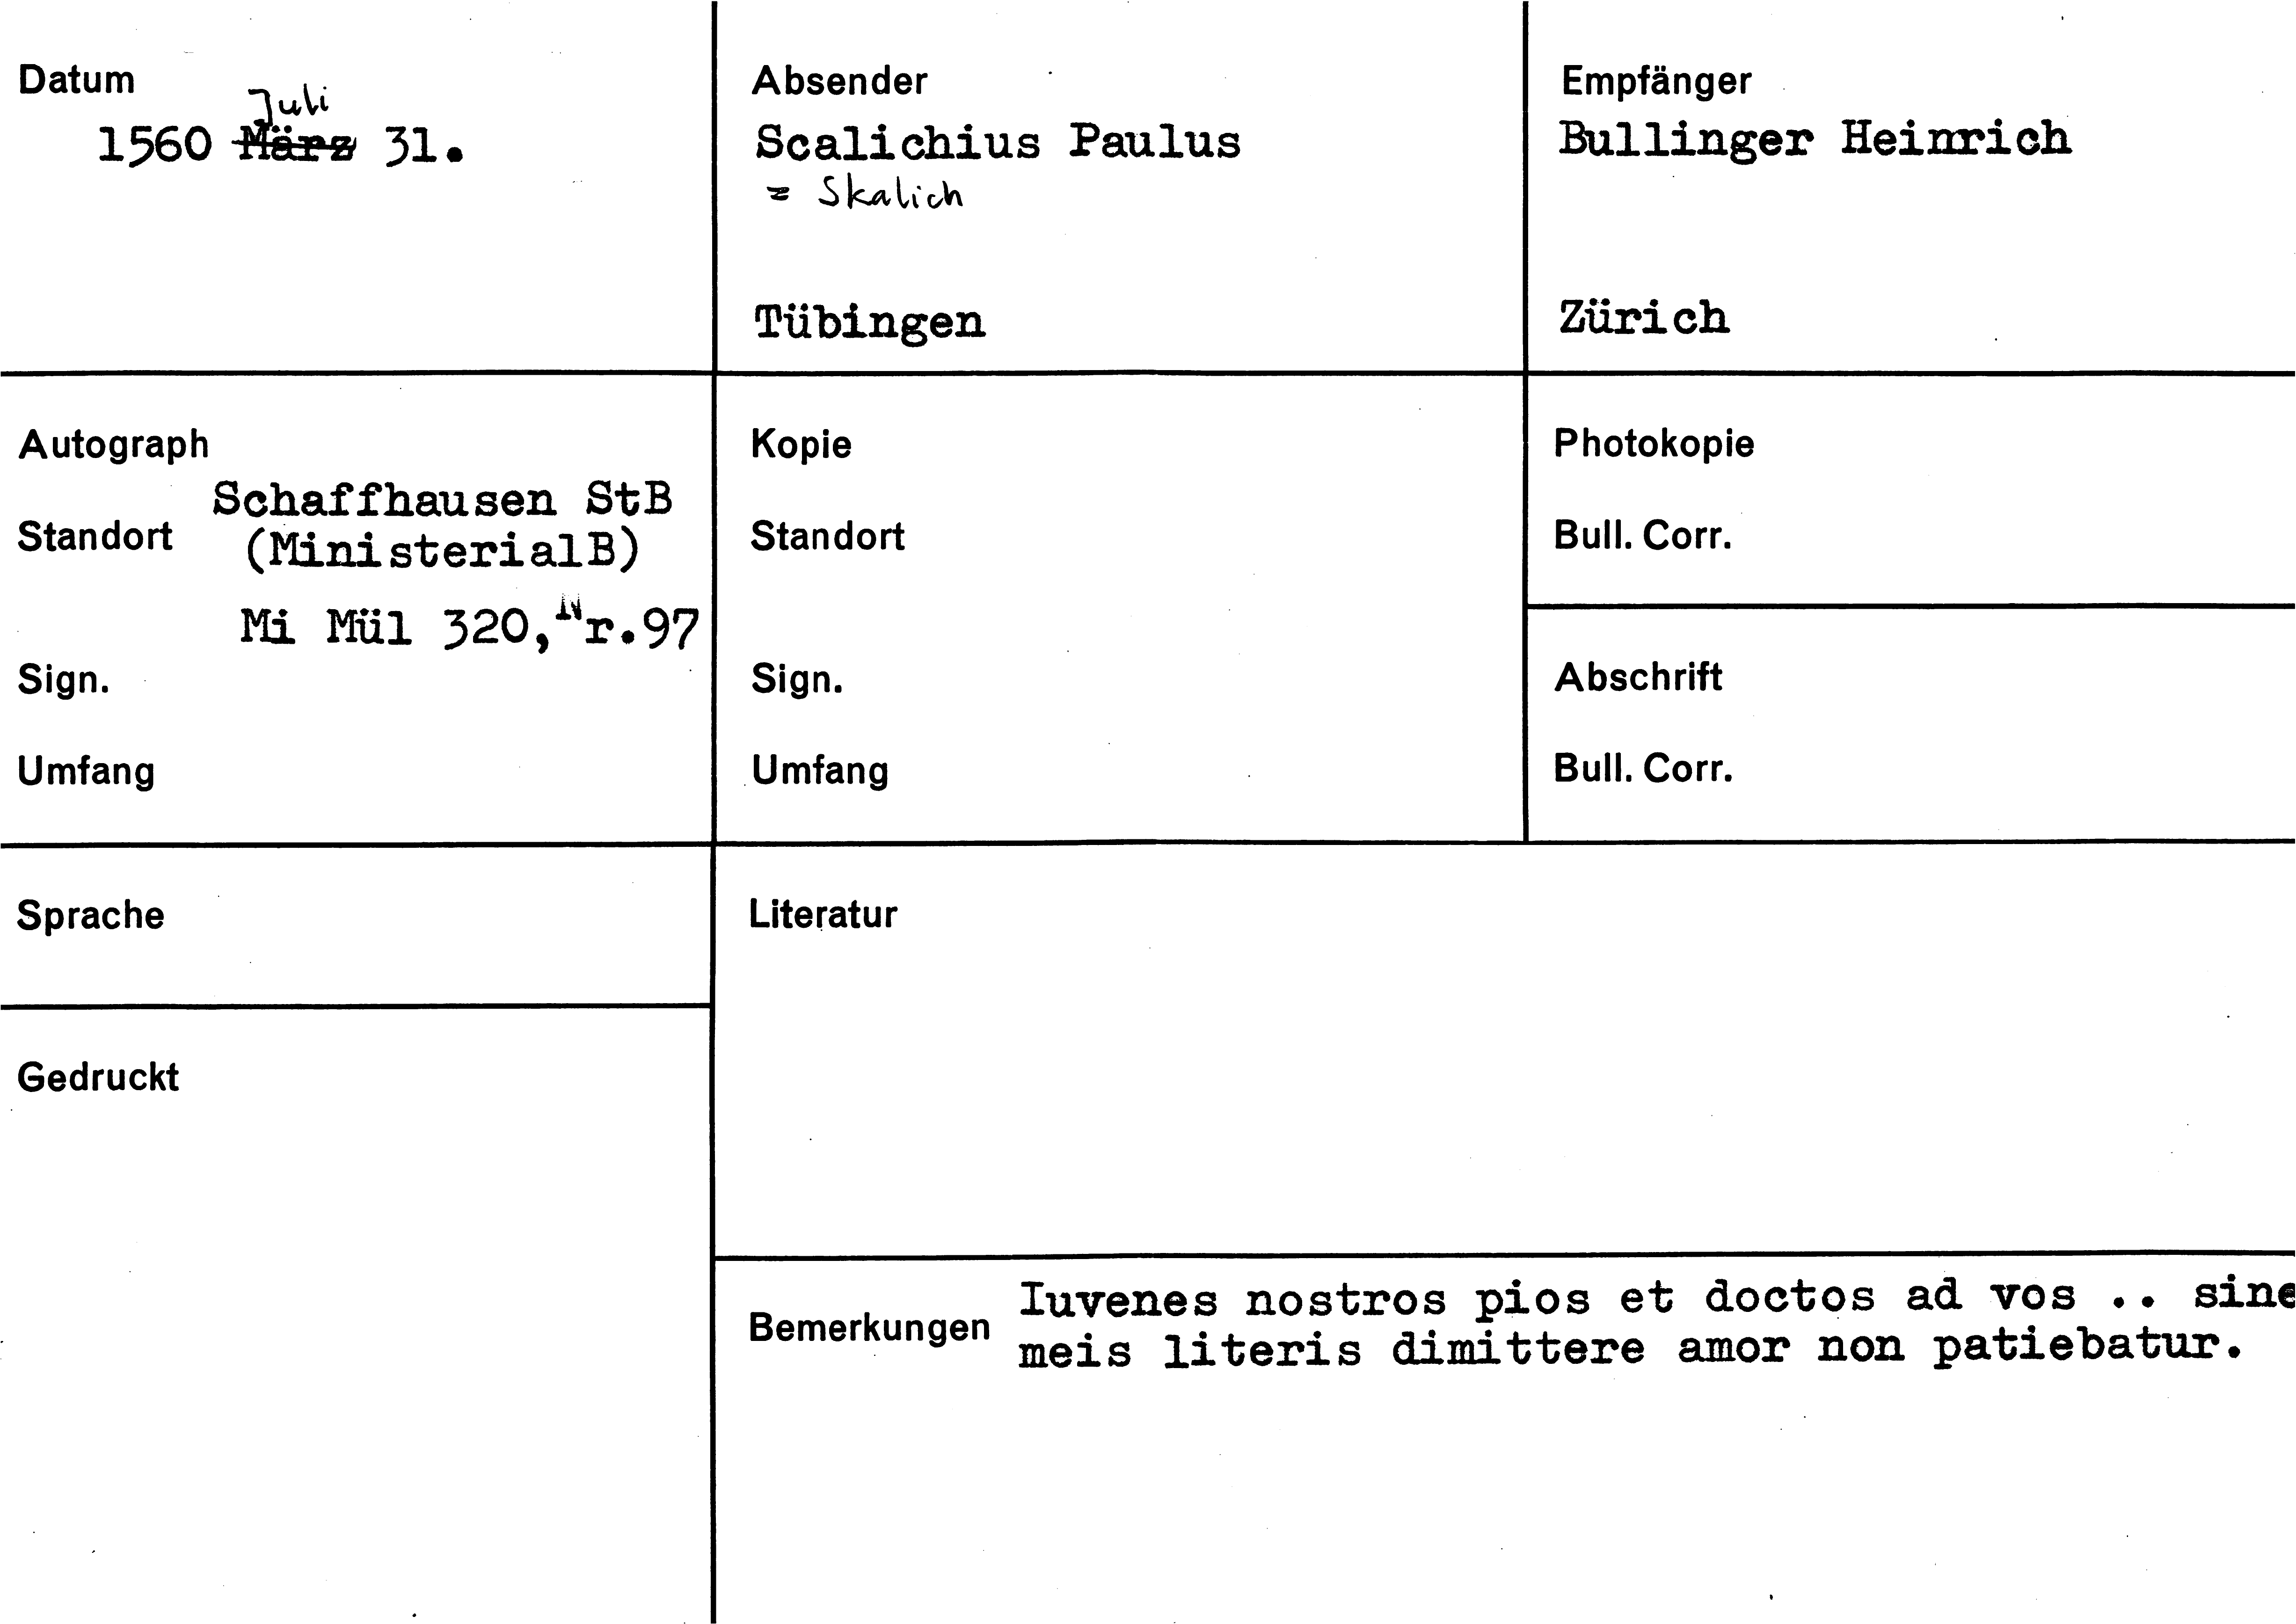 Datum
Juli
1560 März 31.
Absender
Scalichius Paulus
= Skalich
Tübingen
Empfänger
Bullinger Heinrich
Zürich
Autograph
Schaffhausen StB
Standort (MinisterialB)
Mi Mül 320, Nr.97
Sign.
Umfang
Kopie
Standort
Sign.
Umfang
Photokopie
Bull. Corr.
Abschrift
Bull. Corr.
Sprache
Gedruckt
Literatur
Bemerkungen
Iuvenes nostros pios et doctos ad vos .. sine
meis literis dimittere amor non patiebatur.